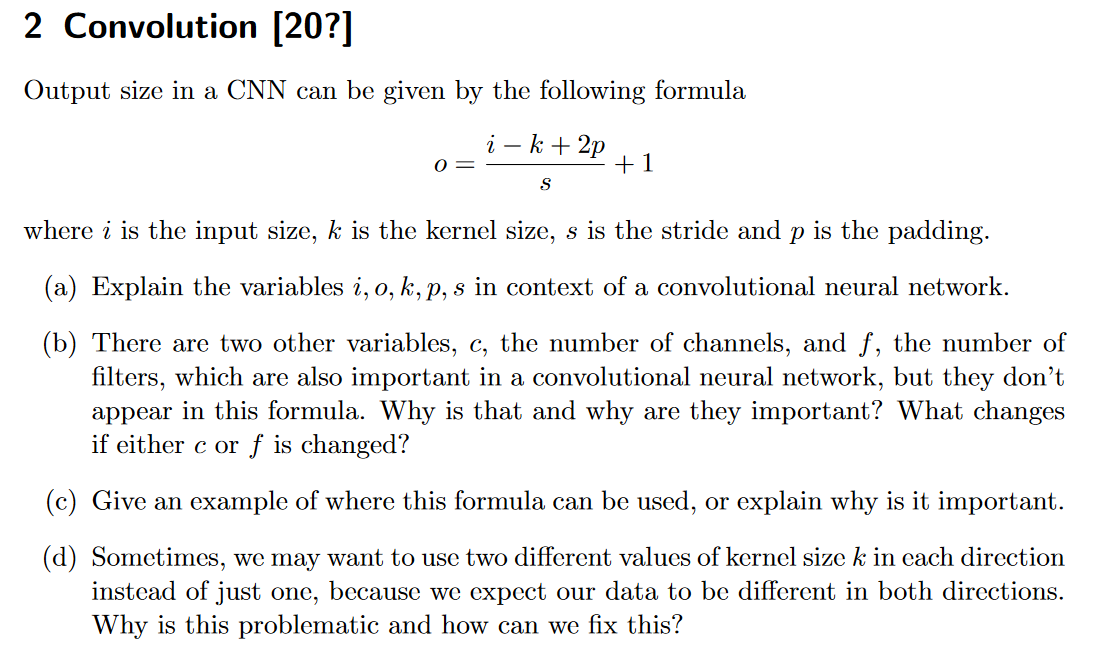 2 Convolution [20?]
Output size in a CNN can be given by the following formula
o = \frac{i − k + 2p}{s} + 1
where i is the input size, k is the kernel size, s is the stride and p is the padding.
(a) Explain the variables i, o, k, p, s in context of a convolutional neural network.
(b) There are two other variables, c, the number of channels, and f, the number of
filters, which are also important in a convolutional neural network, but they don't
appear in this formula. Why is that and why are they important? What changes
if either c or f is changed?
(c) Give an example of where this formula can be used, or explain why is it important.
(d) Sometimes, we may want to use two different values of kernel size k in each direction
instead of just one, because we expect our data to be different in both directions.
Why is this problematic and how can we fix this?